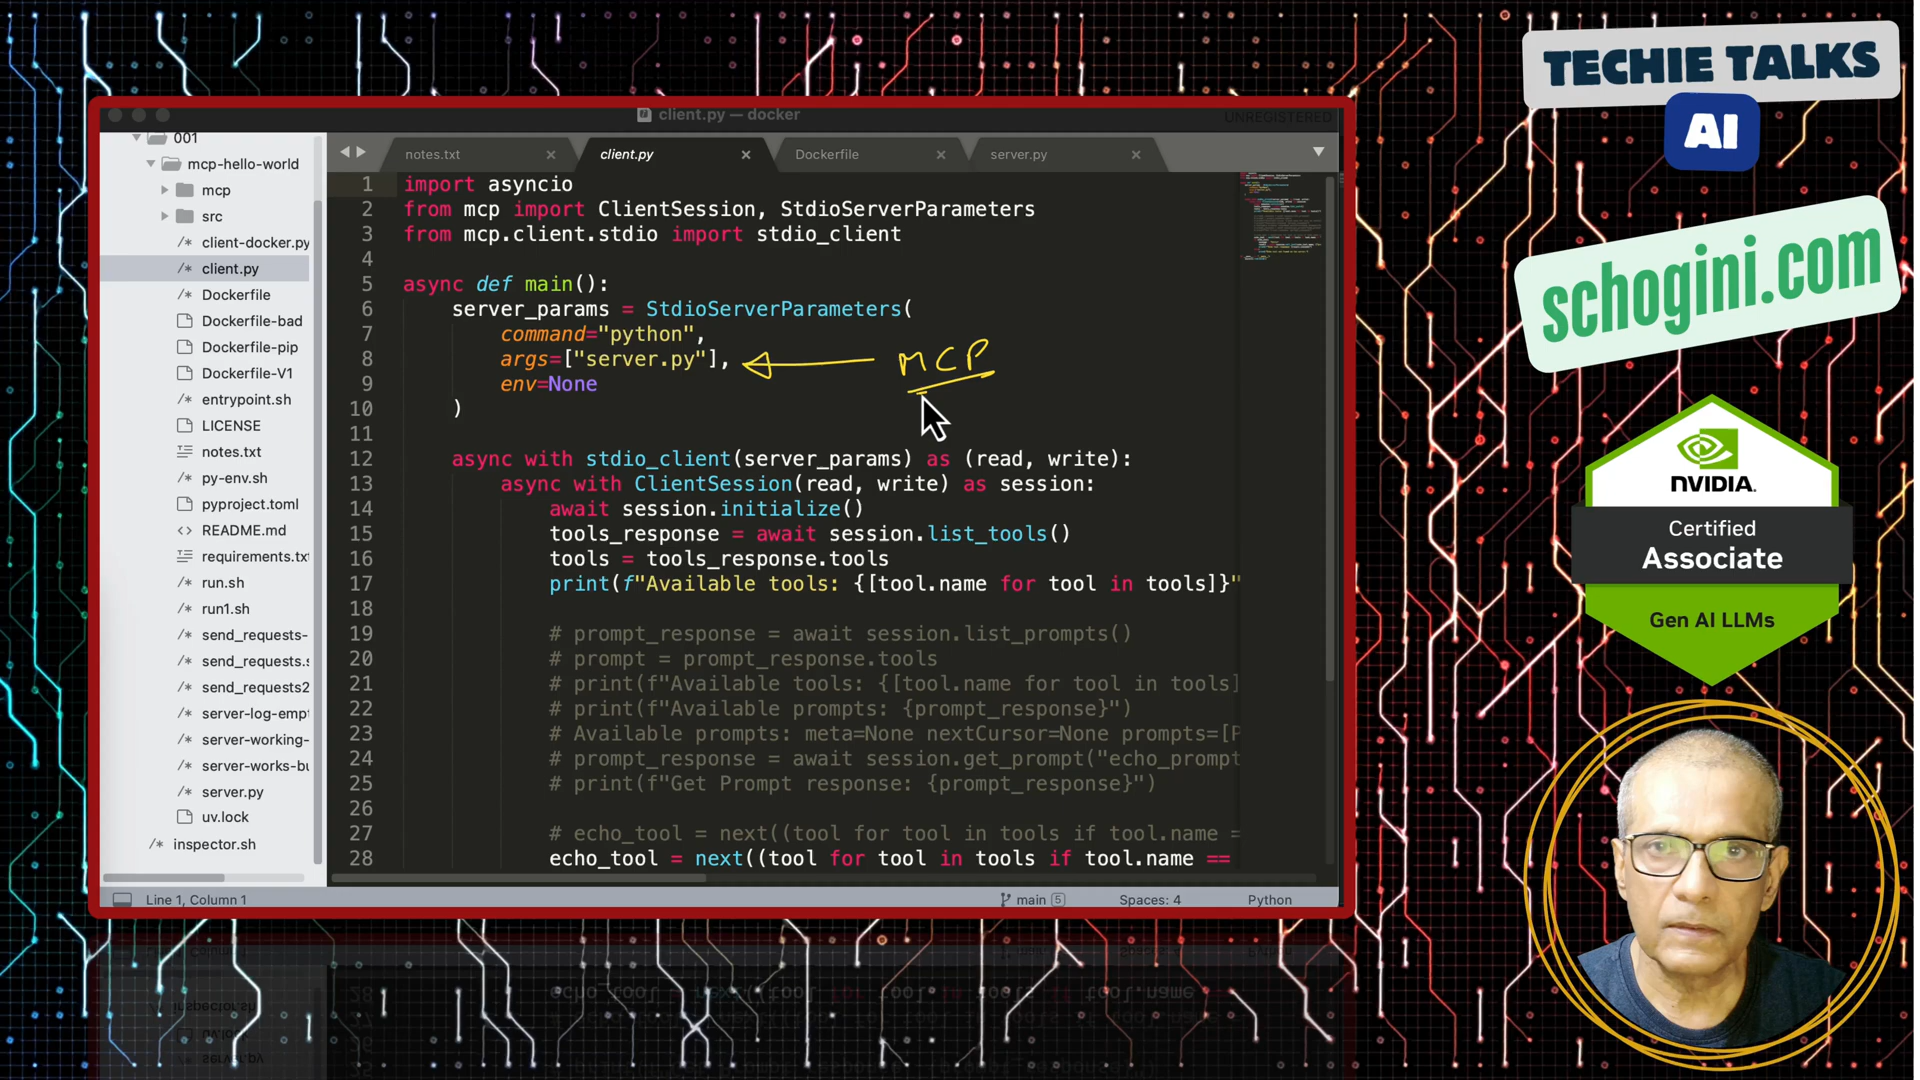 TECHIE TALKS
AI
schogini.com
NVIDIA.
Certified
Associate
Gen AI LLMs
client.py — docker
UNREGISTERED
001
mcp-hello-world
mcp
src
client-docker.py
client.py
Dockerfile
Dockerfile-bad
Dockerfile-pip
Dockerfile-V1
entrypoint.sh
LICENSE
notes.txt
py-env.sh
pyproject.toml
README.md
requirements.txt
run.sh
run1.sh
send_requests-
send_requests.s
send_requests2
server-log-empt
server-working-
server-works-bu
server.py
uv.lock
inspector.sh
notes.txt
client.py
Dockerfile
server.py
1 import asyncio
2 from mcp import ClientSession, StdioServerParameters
3 from mcp.client.stdio import stdio_client
4
5 async def main():
6 server_params = StdioServerParameters(
7 command="python",
8 args=["server.py"],
MCP
9 env=None
10 )
11
12 async with stdio_client(server_params) as (read, write):
13 async with ClientSession(read, write) as session:
14 await session.initialize()
15 tools_response = await session.list_tools()
16 tools = tools_response.tools
17 print(f"Available tools: {[tool.name for tool in tools]}"
18
19 # prompt_response = await session.list_prompts()
20 # prompt = prompt_response.tools
21 # print(f"Available tools: {[tool.name for tool in tools]
22 # print(f"Available prompts: {prompt_response}")
23 # Available prompts: meta=None nextCursor=None prompts=[P
24 # prompt_response = await session.get_prompt("echo_prompt
25 # print(f"Get Prompt response: {prompt_response}")
26
27 # echo_tool = next((tool for tool in tools if tool.name =
28 echo_tool = next((tool for tool in tools if tool.name ==
Line 1, Column 1
main 5
Spaces: 4
Python